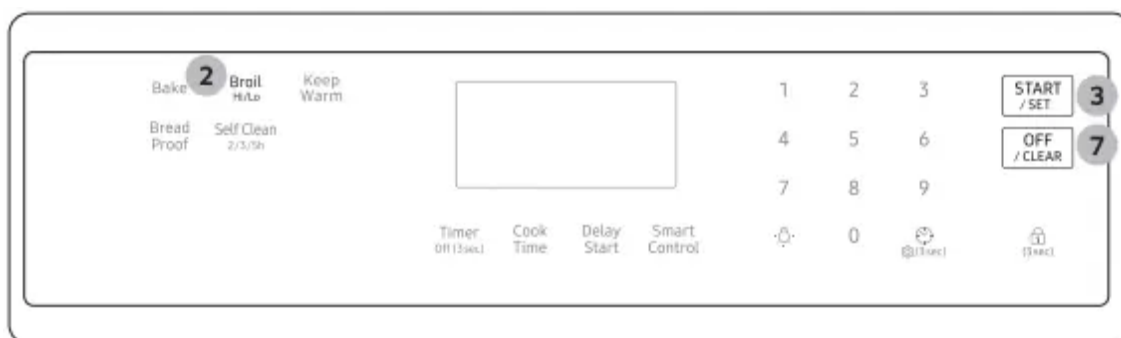 Bake 2 Broil Keep
Hi/Lo Warm
Bread Self Clean
Proof 2/3/5h
Timer Cook Delay Smart
Off (3sec) Time Start Control
1 2 3
4 5 6
7 8 9
0
(3sec)
START 3
/ SET
OFF 7
/ CLEAR
(3sec)